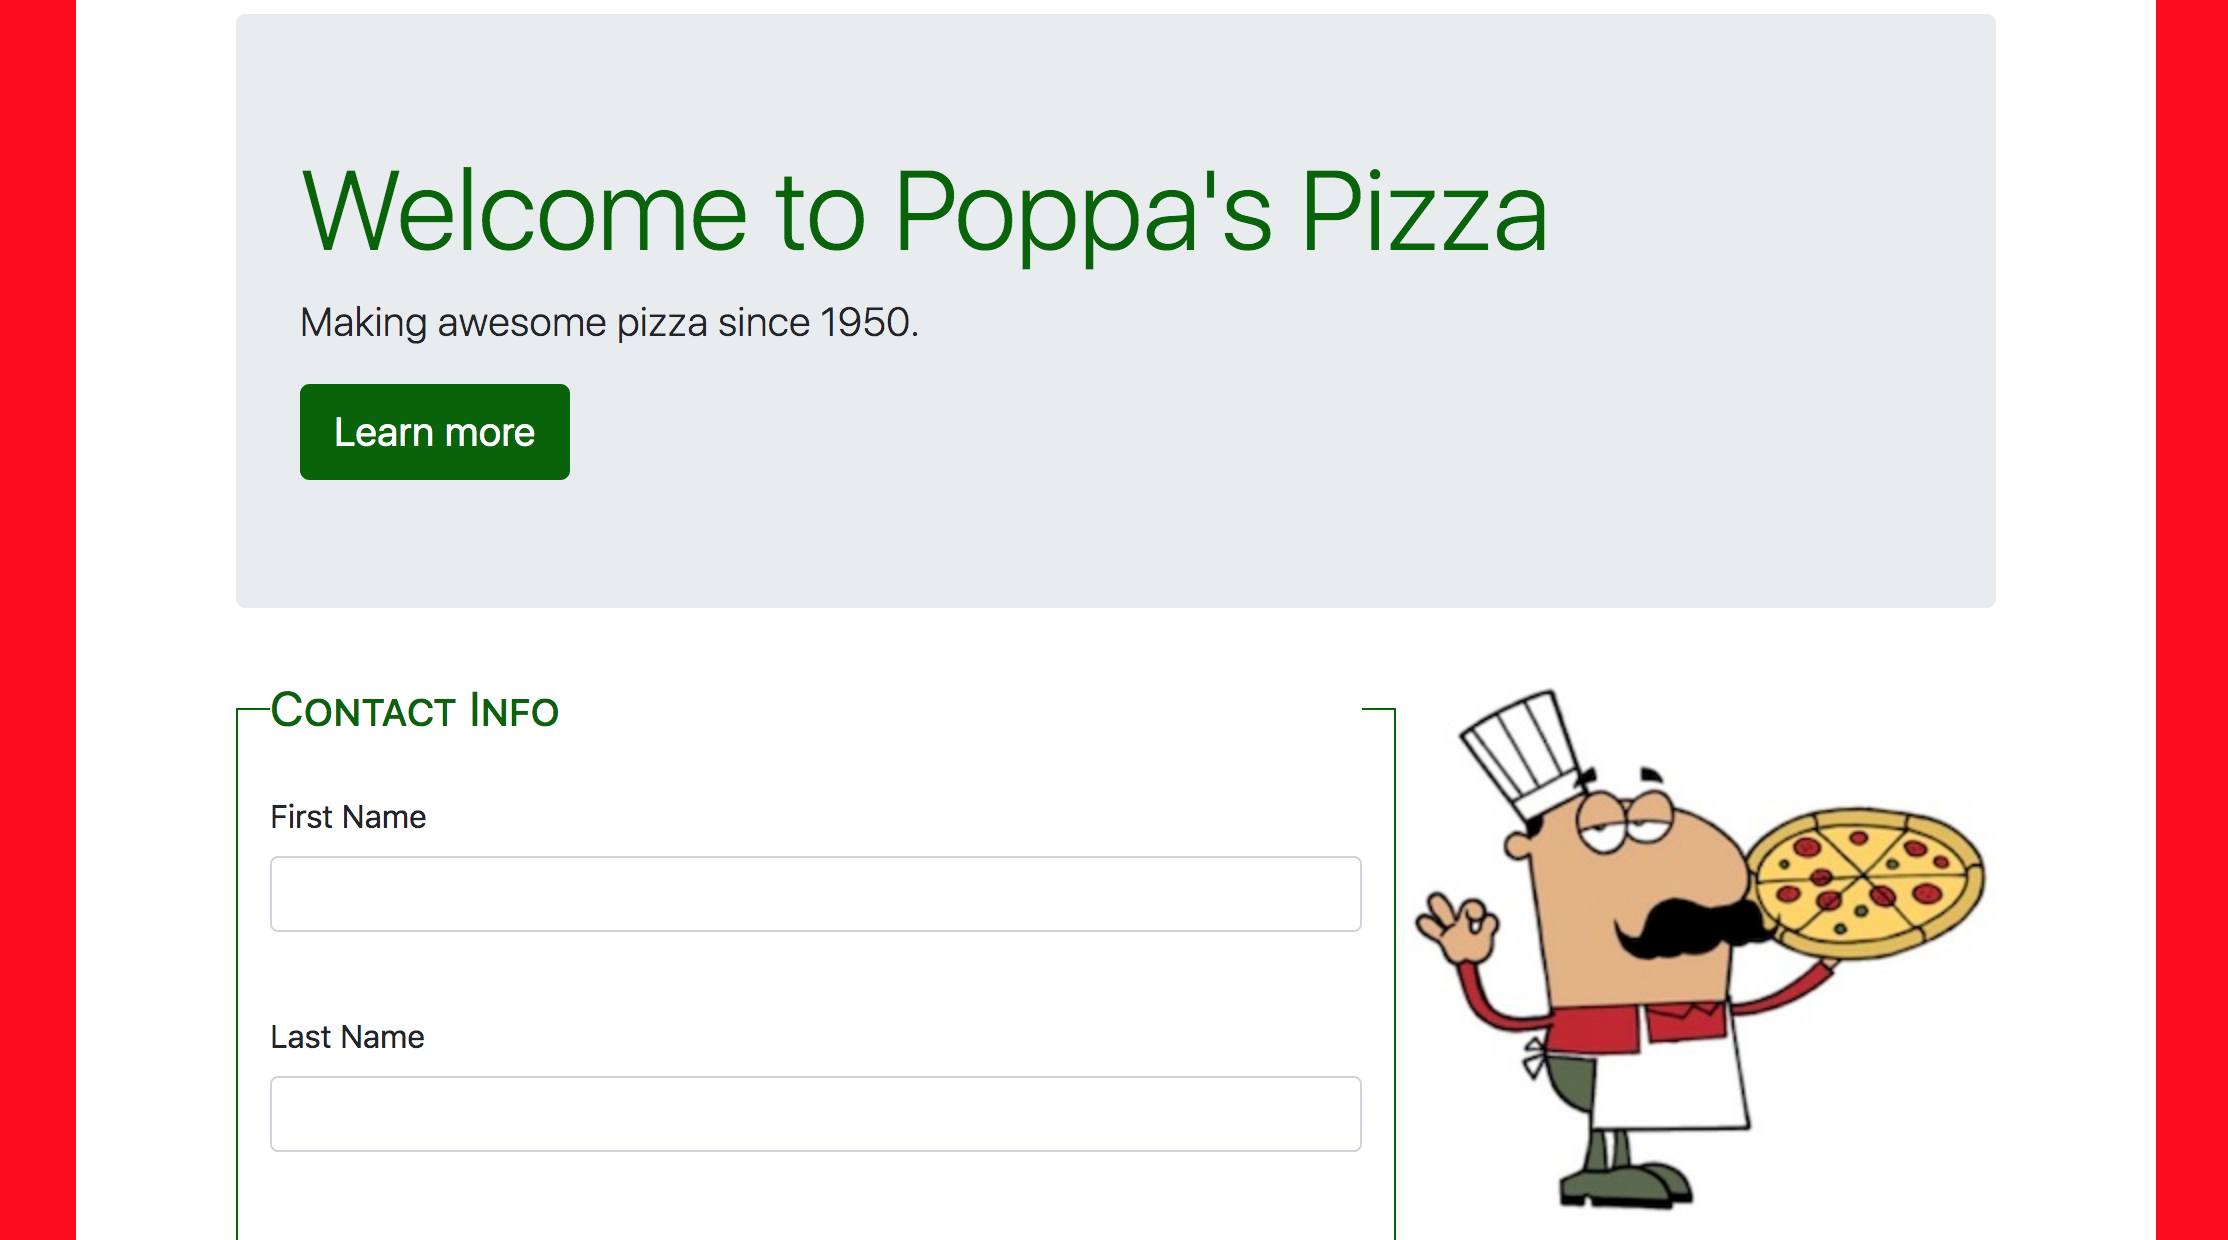 Welcome to Poppa's Pizza
Making awesome pizza since 1950.
Learn more
Contact Info
First Name
Last Name